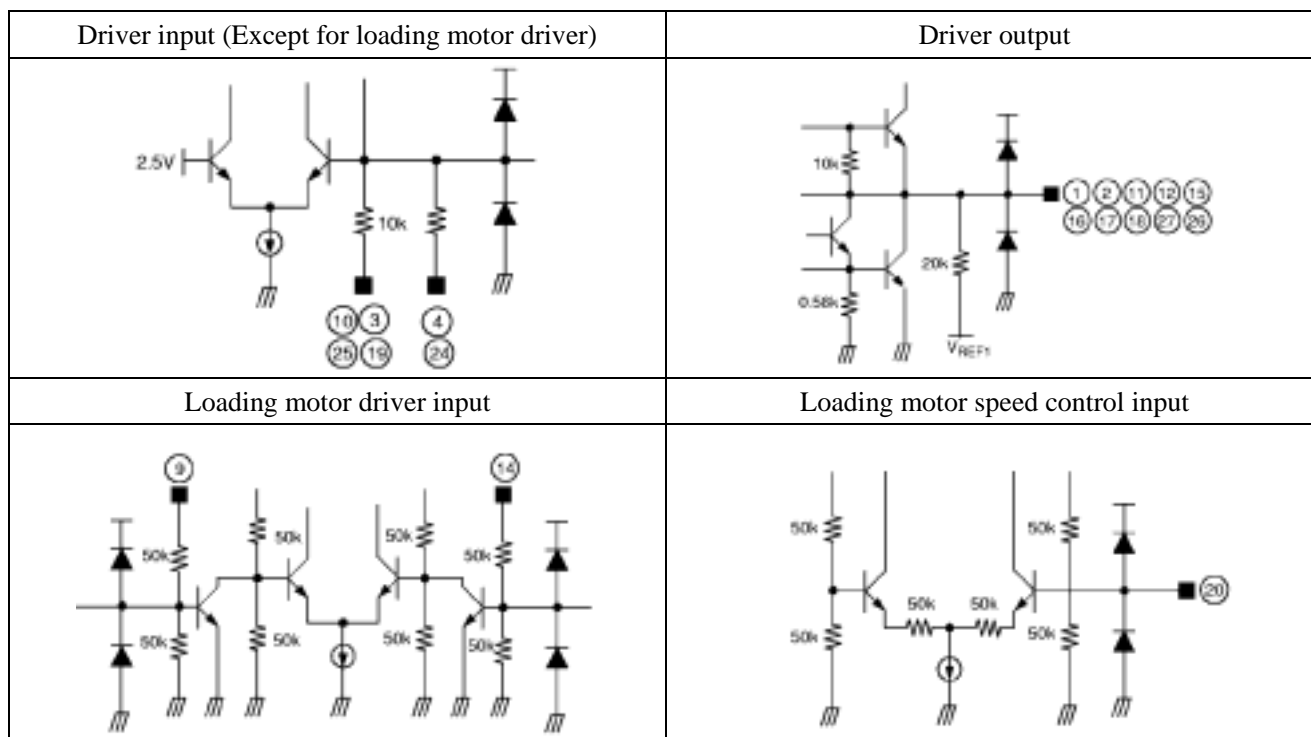 Driver input (Except for loading motor driver)
Driver output
2.5V
10k
10 3 4
25 19 24
10k
1 2 11 12 15
16 17 18 27 26
20k
0.58k
VREF1
Loading motor driver input
Loading motor speed control input
9 14
50k 50k 50k 50k
50k 50k 50k 50k
50k 50k
50k 50k
20
50k 50k